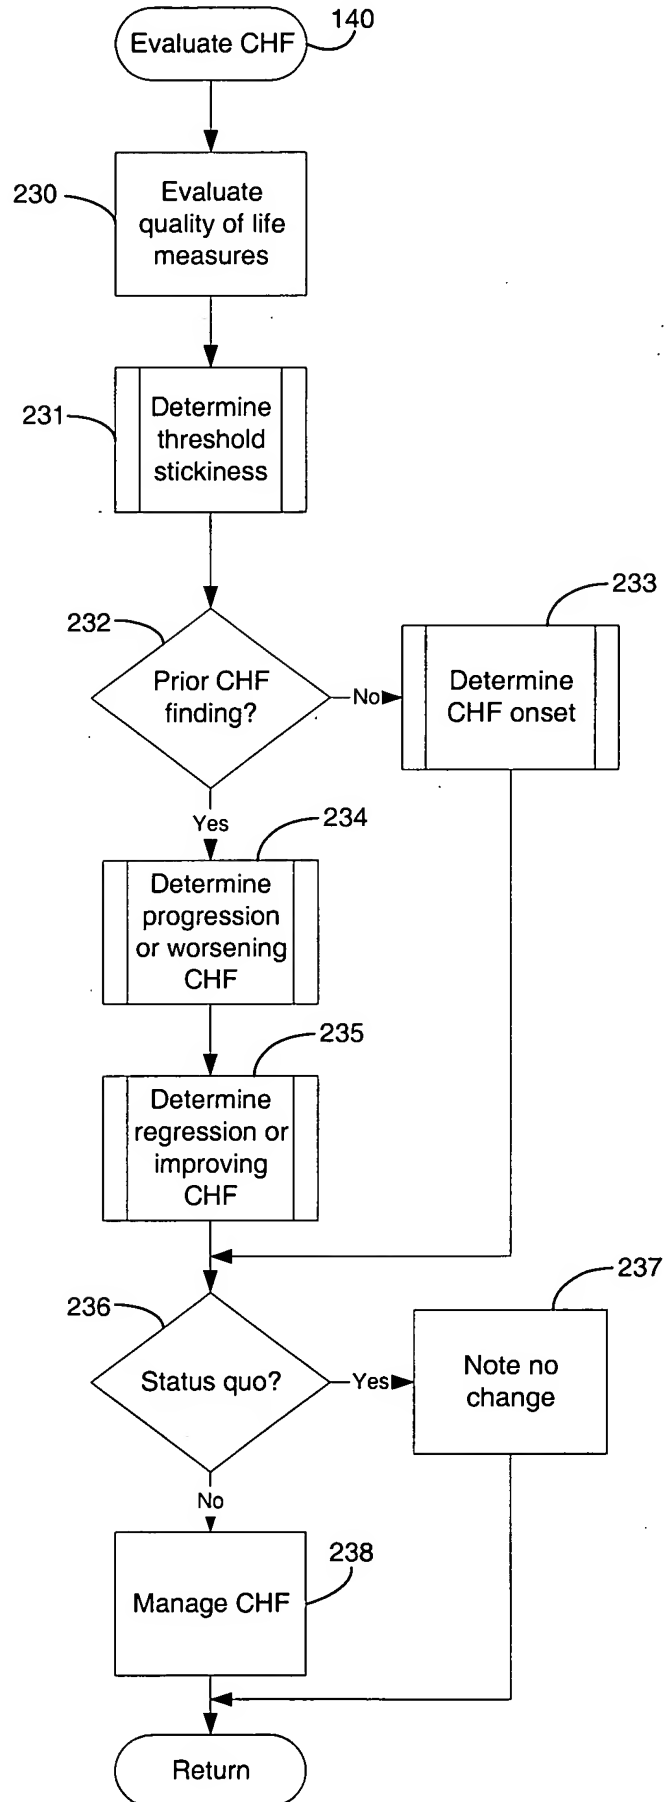 Evaluate CHF
140
230
Evaluate
quality of life
measures
231
Determine
threshold
stickiness
232
Prior CHF
finding?
No
233
Determine
CHF onset
Yes
234
Determine
progression
or worsening
CHF
235
Determine
regression or
improving
CHF
236
Status quo?
Yes
237
Note no
change
No
238
Manage CHF
Return